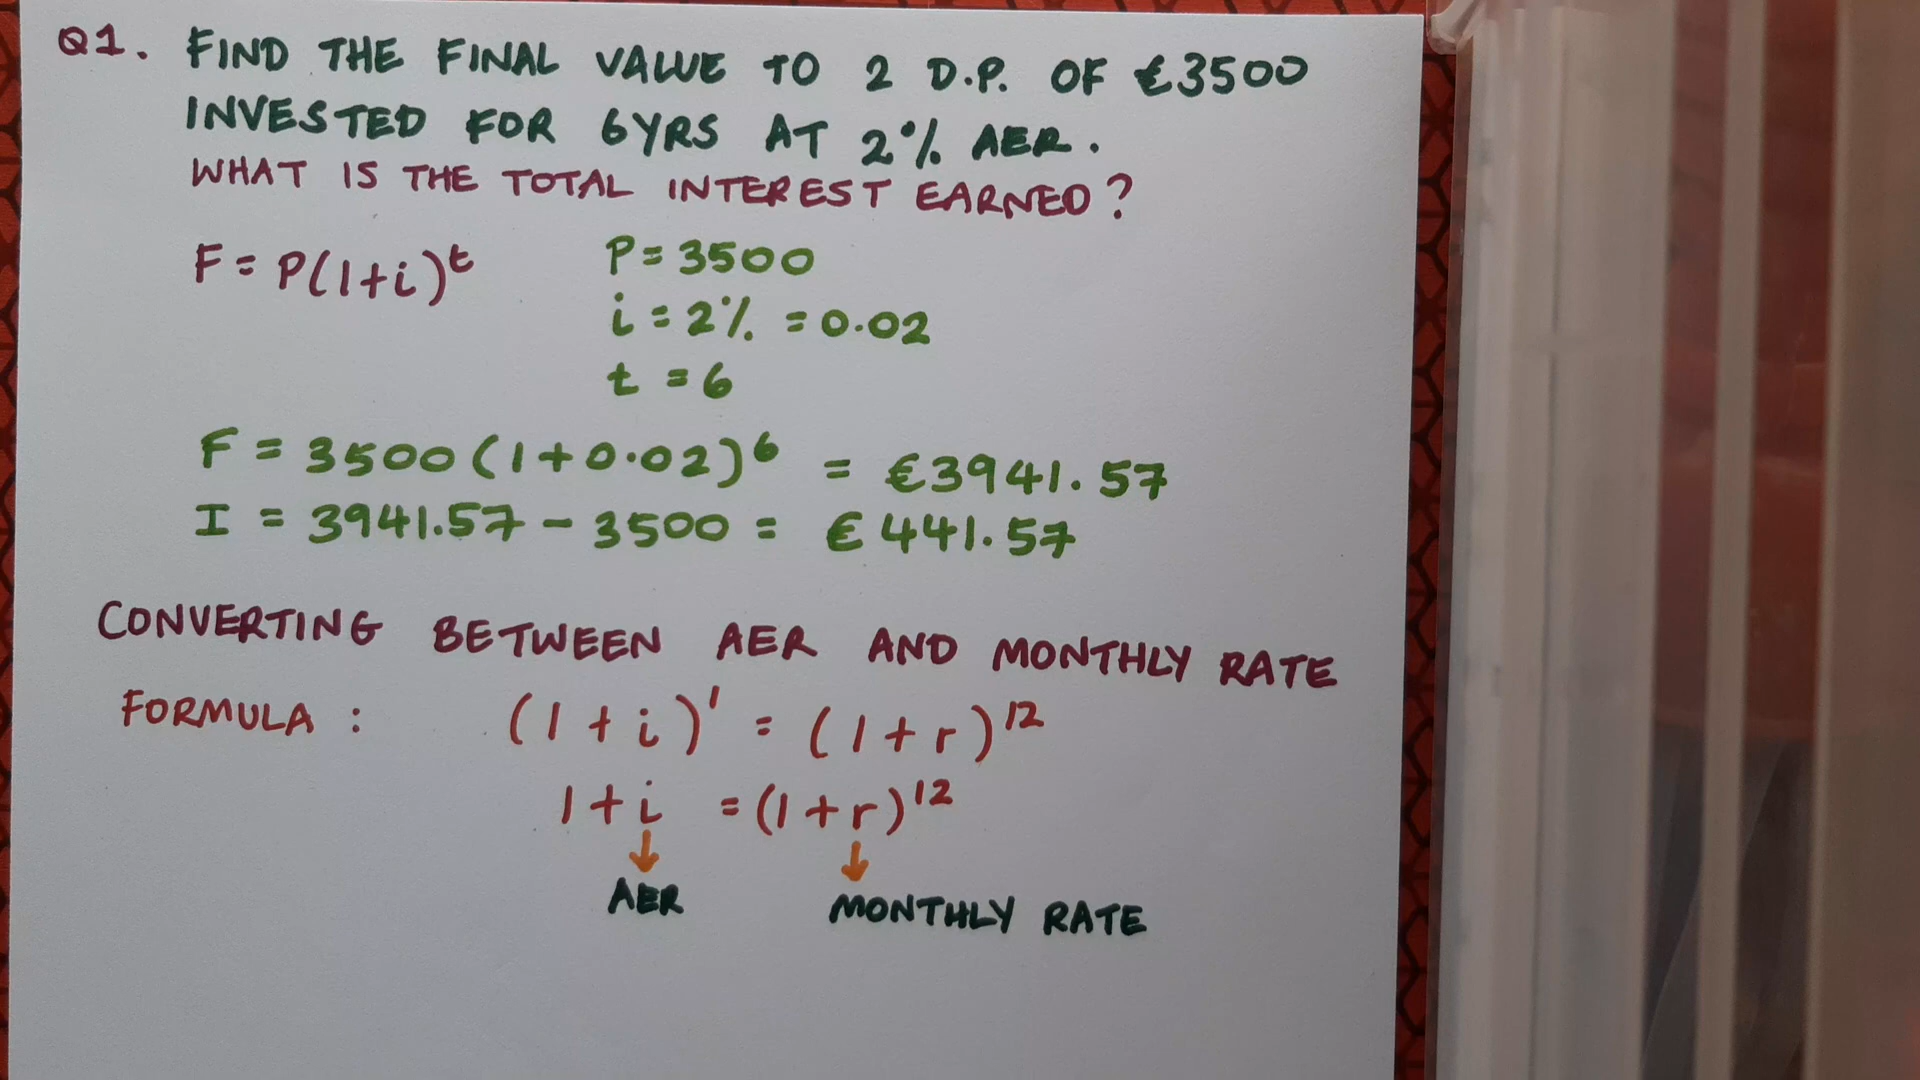 Q1. FIND THE FINAL VALUE TO 2 D.P. OF €3500
INVESTED FOR 6YRS AT 2% AER.
WHAT IS THE TOTAL INTEREST EARNED?
F = P(1+i)^t P = 3500
i = 2% = 0.02
t = 6
F = 3500(1+0.02)^6 = €3941.57
I = 3941.57 - 3500 = €441.57
CONVERTING BETWEEN AER AND MONTHLY RATE
FORMULA : (1+i)^1 = (1+r)^12
1+i = (1+r)^12
↓ ↓
AER MONTHLY RATE